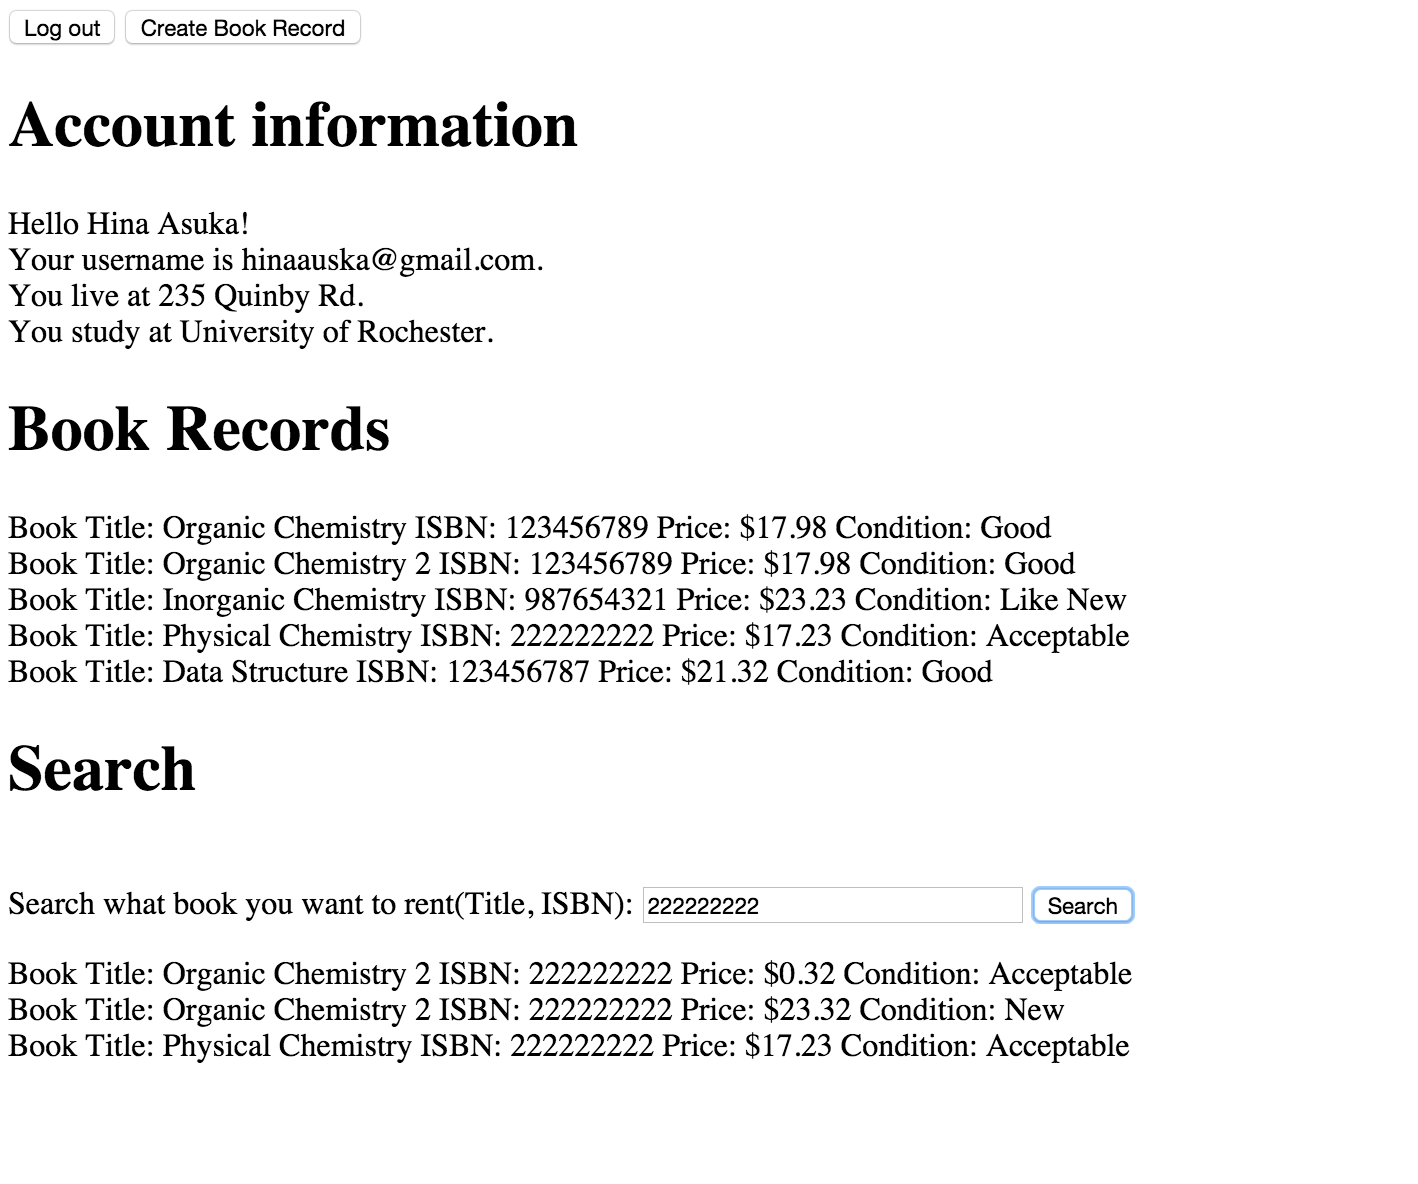 Log out Create Book Record
Account information
Hello Hina Asuka!
Your username is hinaauska@gmail.com.
You live at 235 Quinby Rd.
You study at University of Rochester.
Book Records
Book Title: Organic Chemistry ISBN: 123456789 Price: $17.98 Condition: Good
Book Title: Organic Chemistry 2 ISBN: 123456789 Price: $17.98 Condition: Good
Book Title: Inorganic Chemistry ISBN: 987654321 Price: $23.23 Condition: Like New
Book Title: Physical Chemistry ISBN: 222222222 Price: $17.23 Condition: Acceptable
Book Title: Data Structure ISBN: 123456787 Price: $21.32 Condition: Good
Search
Search what book you want to rent(Title, ISBN): 222222222 Search
Book Title: Organic Chemistry 2 ISBN: 222222222 Price: $0.32 Condition: Acceptable
Book Title: Organic Chemistry 2 ISBN: 222222222 Price: $23.32 Condition: New
Book Title: Physical Chemistry ISBN: 222222222 Price: $17.23 Condition: Acceptable